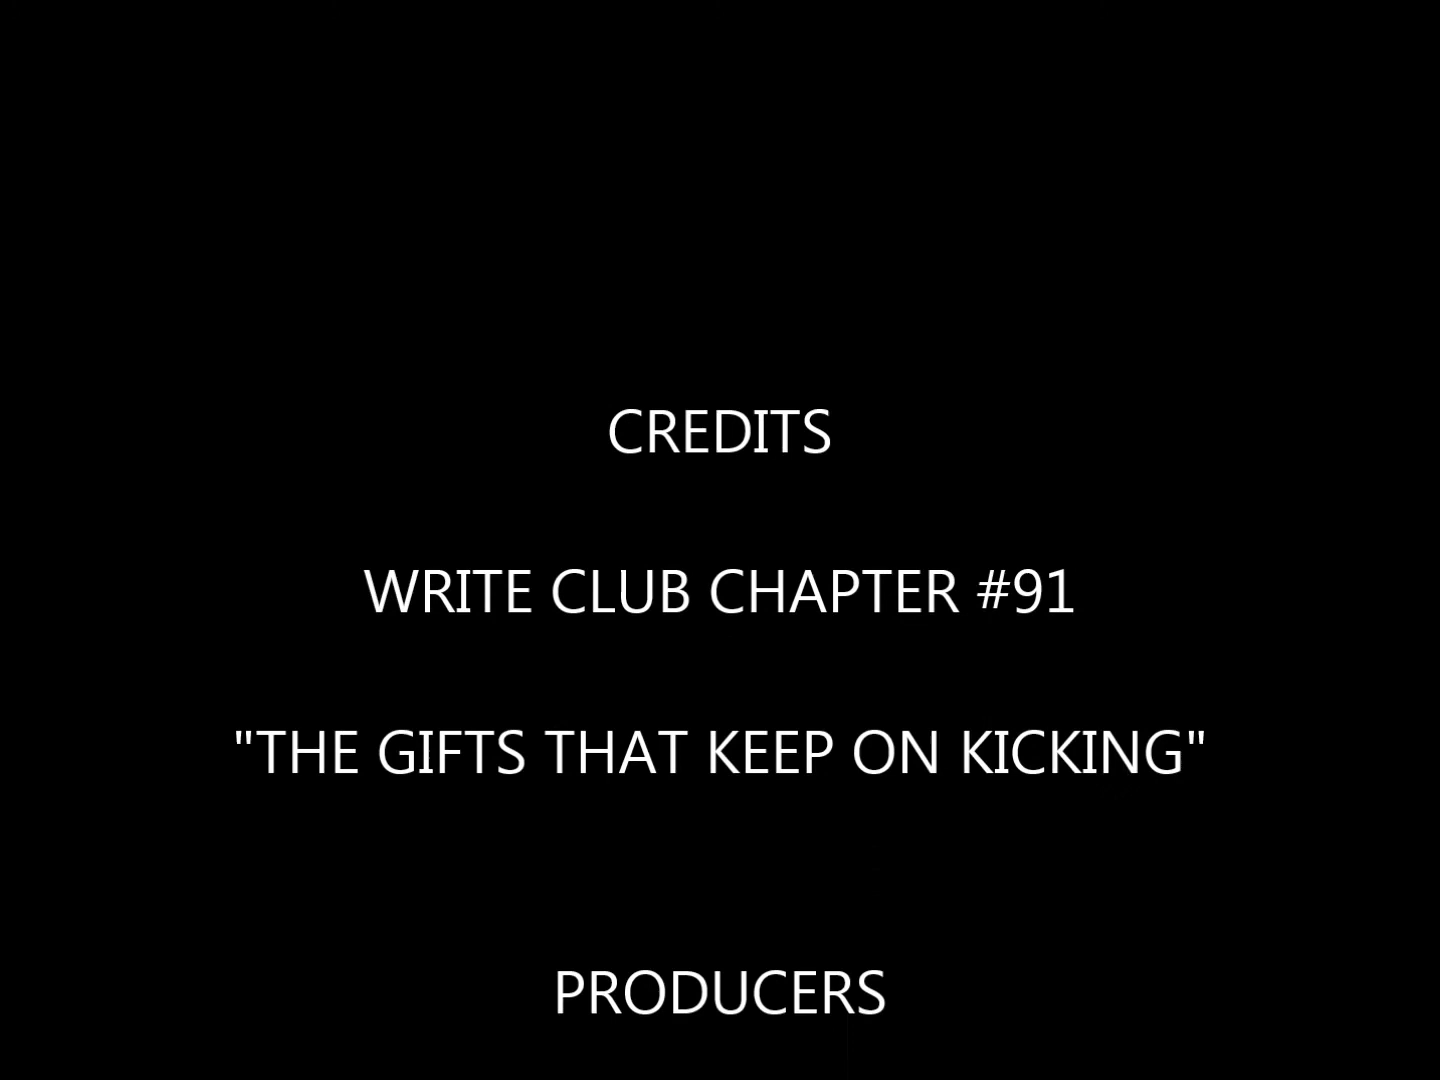 CREDITS
WRITE CLUB CHAPTER #91
"THE GIFTS THAT KEEP ON KICKING"
PRODUCERS